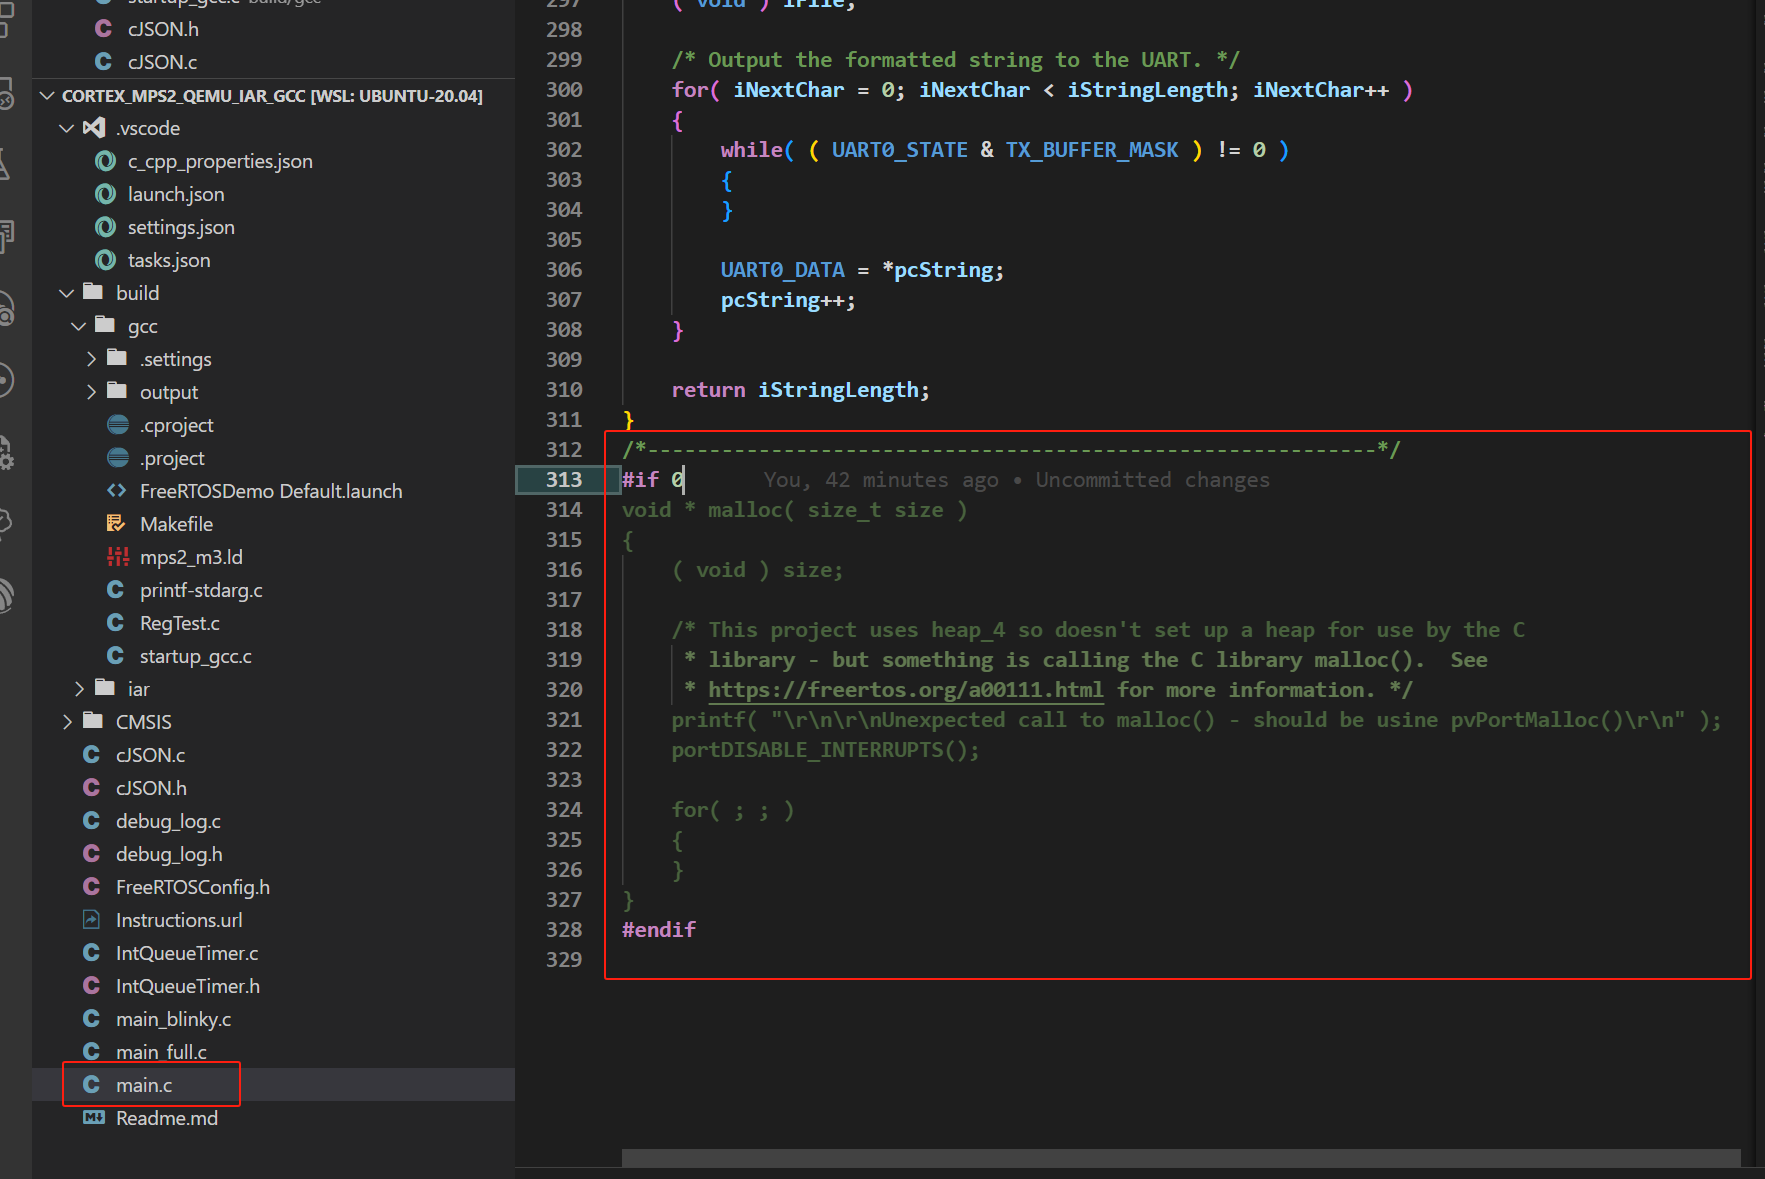 startup_gcc.c build/gcc
cJSON.h
cJSON.c
CORTEX_MPS2_QEMU_IAR_GCC [WSL: UBUNTU-20.04]
.vscode
c_cpp_properties.json
launch.json
settings.json
tasks.json
build
gcc
.settings
output
.cproject
.project
FreeRTOSDemo Default.launch
Makefile
mps2_m3.ld
printf-stdarg.c
RegTest.c
startup_gcc.c
iar
CMSIS
cJSON.c
cJSON.h
debug_log.c
debug_log.h
FreeRTOSConfig.h
Instructions.url
IntQueueTimer.c
IntQueueTimer.h
main_blinky.c
main_full.c
main.c
Readme.md
297 ( void ) iFile;
298
299 /* Output the formatted string to the UART. */
300 for( iNextChar = 0; iNextChar < iStringLength; iNextChar++ )
301 {
302 while( ( UART0_STATE & TX_BUFFER_MASK ) != 0 )
303 {
304 }
305
306 UART0_DATA = *pcString;
307 pcString++;
308 }
309
310 return iStringLength;
311 }
312 /*-----------------------------------------------------------*/
313 #if 0 You, 42 minutes ago • Uncommitted changes
314 void * malloc( size_t size )
315 {
316 ( void ) size;
317
318 /* This project uses heap_4 so doesn't set up a heap for use by the C
319 * library - but something is calling the C library malloc(). See
320 * https://freertos.org/a00111.html for more information. */
321 printf( "\r\n\r\nUnexpected call to malloc() - should be usine pvPortMalloc()\r\n" );
322 portDISABLE_INTERRUPTS();
323
324 for( ; ; )
325 {
326 }
327 }
328 #endif
329